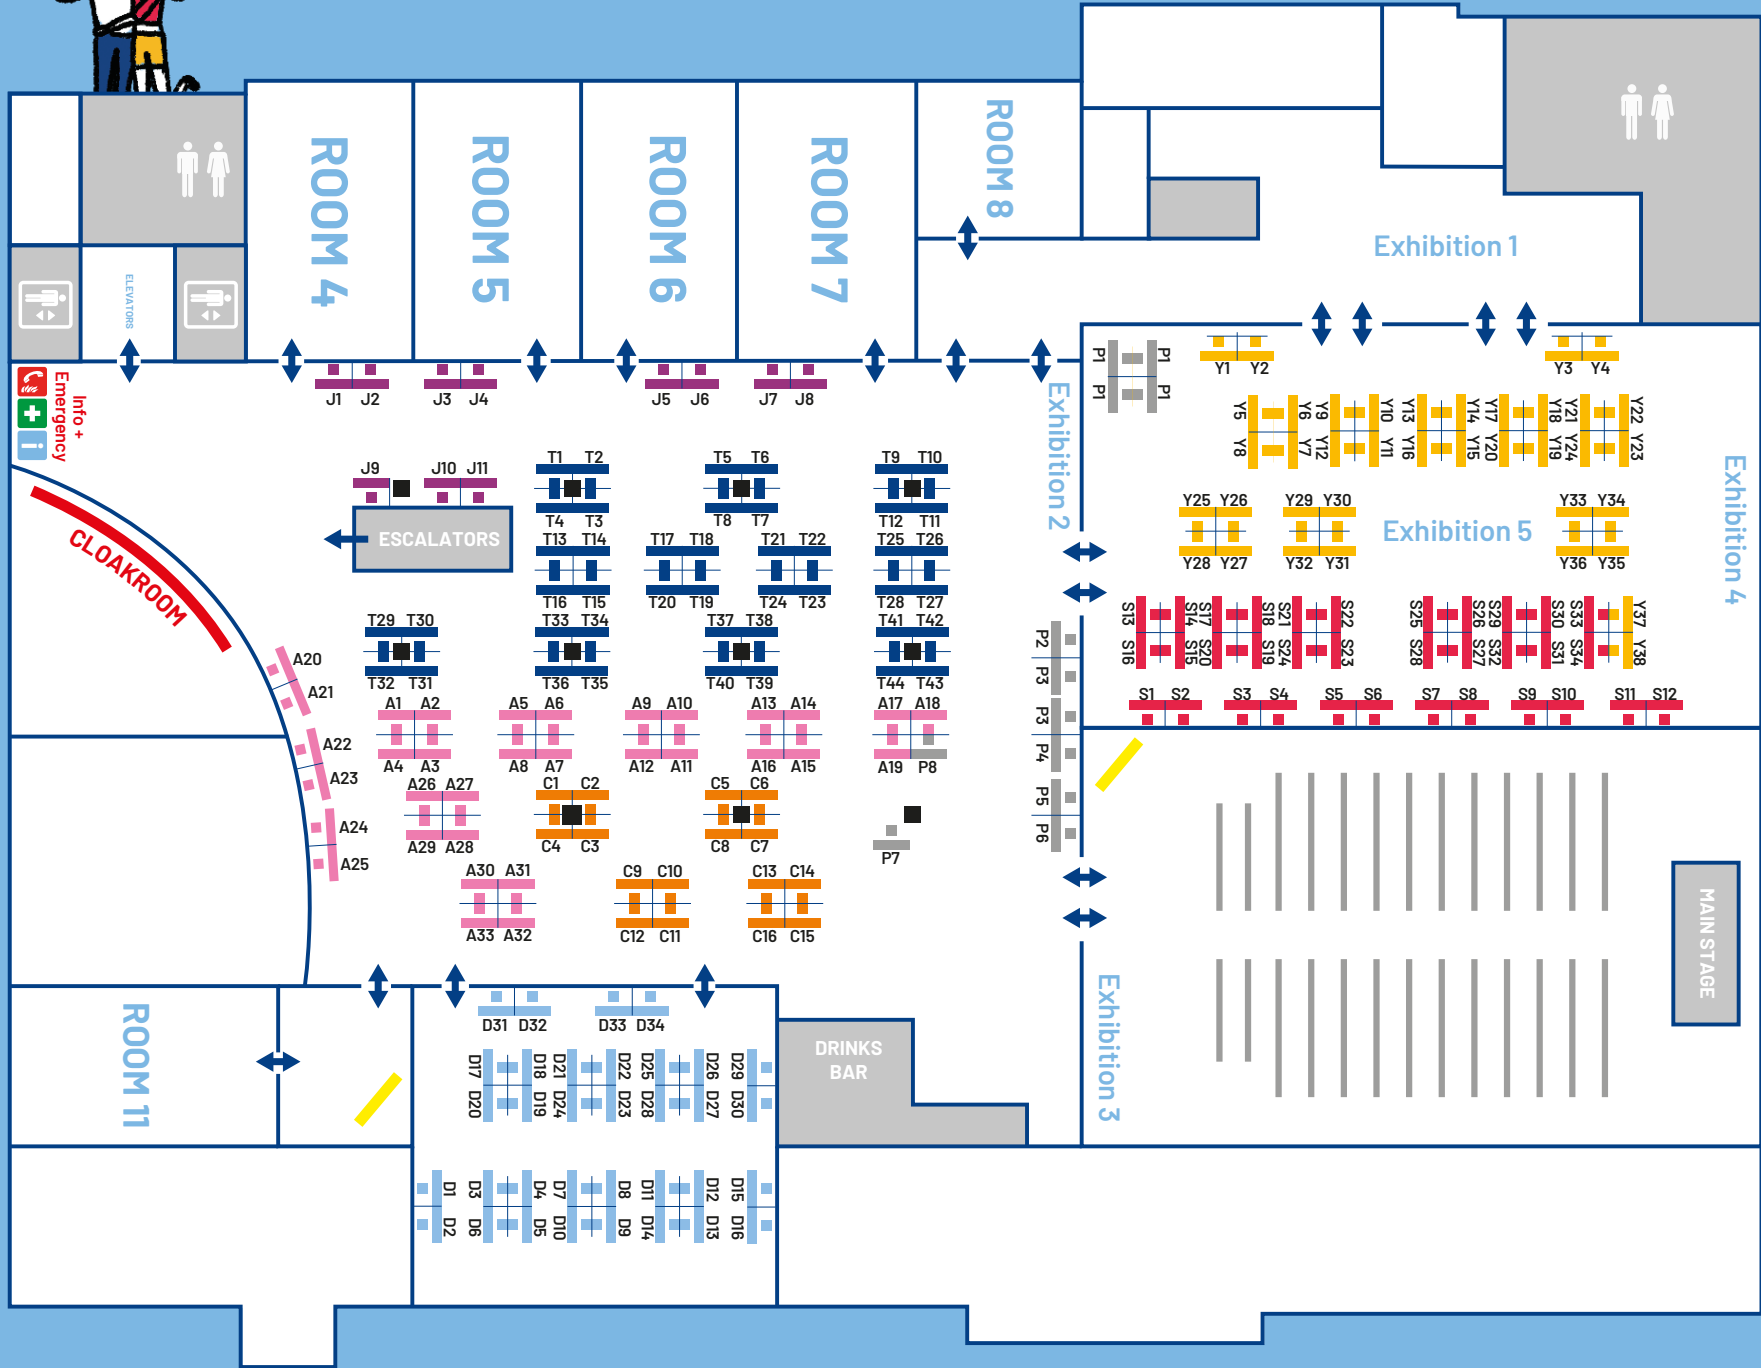 ROOM 4
ROOM 5
ROOM 6
ROOM 7
ROOM 8
Exhibition 1
ELEVATORS
Info +
Emergency
J1 J2
J3 J4
J5 J6
J7 J8
P1 P1
P1 P1
Y1 Y2
Y3 Y4
Exhibition 2
Y5 Y6 Y9 Y10 Y13 Y14 Y17 Y18 Y21 Y22
Y8 Y7 Y12 Y11 Y16 Y15 Y20 Y19 Y24 Y23
Exhibition 4
J9 J10 J11
T1 T2
T5 T6
T9 T10
ESCALATORS
T4 T3
T8 T7
T12 T11
Y25 Y26
Y29 Y30
Y33 Y34
Exhibition 5
Y28 Y27
Y32 Y31
Y36 Y35
CLOAKROOM
T13 T14
T17 T18
T21 T22
T25 T26
T16 T15
T20 T19
T24 T23
T28 T27
T29 T30
T33 T34
T37 T38
T41 T42
T32 T31
T36 T35
T40 T39
T44 T43
S13 S14 S17 S18 S21 S22 S25 S26 S29 S30 S33 Y37
S16 S15 S20 S19 S24 S23 S28 S27 S32 S31 S34 Y38
P2
P3
P3
P4
P5
P6
A20
A21
A22
A23
A24
A25
A1 A2
A5 A6
A9 A10
A13 A14
A17 A18
A4 A3
A8 A7
A12 A11
A16 A15
A19 P8
S1 S2
S3 S4
S5 S6
S7 S8
S9 S10
S11 S12
A26 A27
C1 C2
C5 C6
A29 A28
C4 C3
C8 C7
P7
A30 A31
C9 C10
C13 C14
A33 A32
C12 C11
C16 C15
MAIN STAGE
Exhibition 3
ROOM 11
D31 D32
D33 D34
DRINKS
BAR
D17 D18 D21 D22 D25 D26 D29
D20 D19 D24 D23 D28 D27 D30
D1 D3 D4 D7 D8 D11 D12 D15
D2 D6 D5 D10 D9 D14 D13 D16